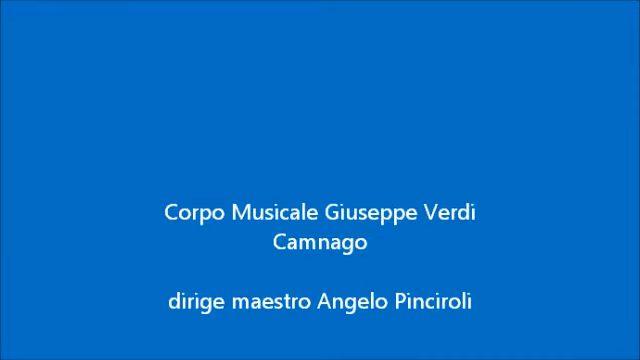 Corpo Musicale Giuseppe Verdi
Camnago
dirige maestro Angelo Pinciroli